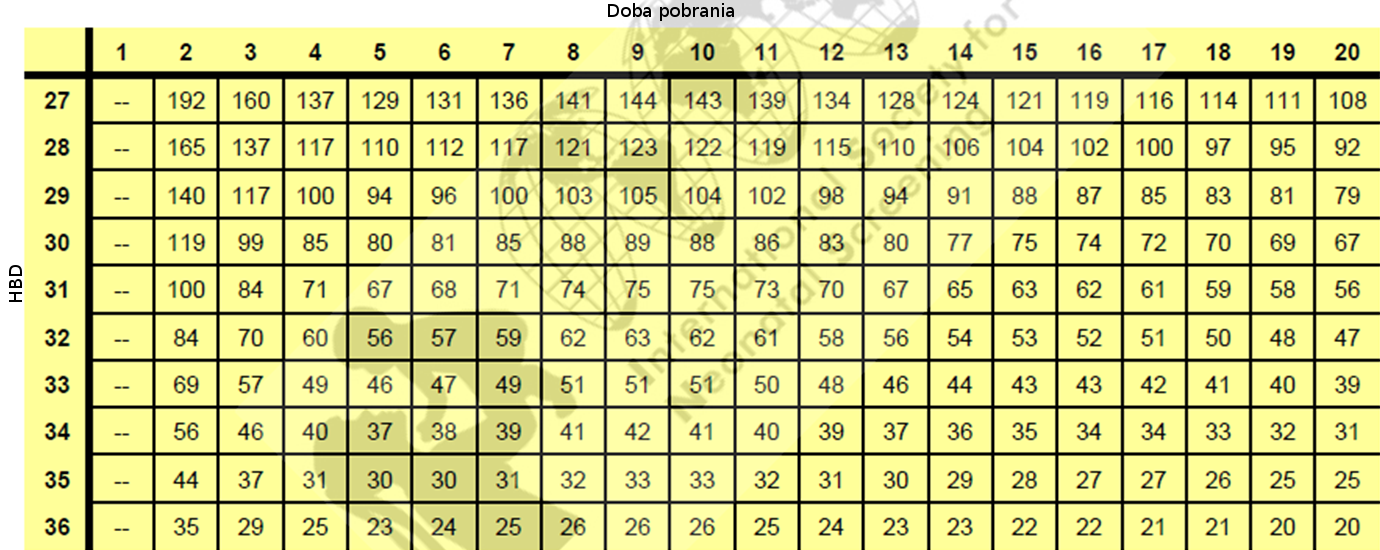 Doba pobrania
1 2 3 4 5 6 7 8 9 10 11 12 13 14 15 16 17 18 19 20
HBD
27 -- 192 160 137 129 131 136 141 144 143 139 134 128 124 121 119 116 114 111 108
28 -- 165 137 117 110 112 117 121 123 122 119 115 110 106 104 102 100 97 95 92
29 -- 140 117 100 94 96 100 103 105 104 102 98 94 91 88 87 85 83 81 79
30 -- 119 99 85 80 81 85 88 89 88 86 83 80 77 75 74 72 70 69 67
31 -- 100 84 71 67 68 71 74 75 75 73 70 67 65 63 62 61 59 58 56
32 -- 84 70 60 56 57 59 62 63 62 61 58 56 54 53 52 51 50 48 47
33 -- 69 57 49 46 47 49 51 51 51 50 48 46 44 43 43 42 41 40 39
34 -- 56 46 40 37 38 39 41 42 41 40 39 37 36 35 34 34 33 32 31
35 -- 44 37 31 30 30 31 32 33 33 32 31 30 29 28 27 27 26 25 25
36 -- 35 29 25 23 24 25 26 26 26 25 24 23 23 22 22 21 21 20 20
International Society for
Neonatal Screening